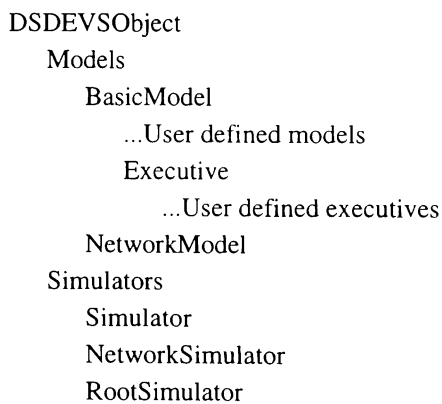 DSDEVSObject
Models
BasicModel
...User defined models
Executive
...User defined executives
NetworkModel
Simulators
Simulator
NetworkSimulator
RootSimulator